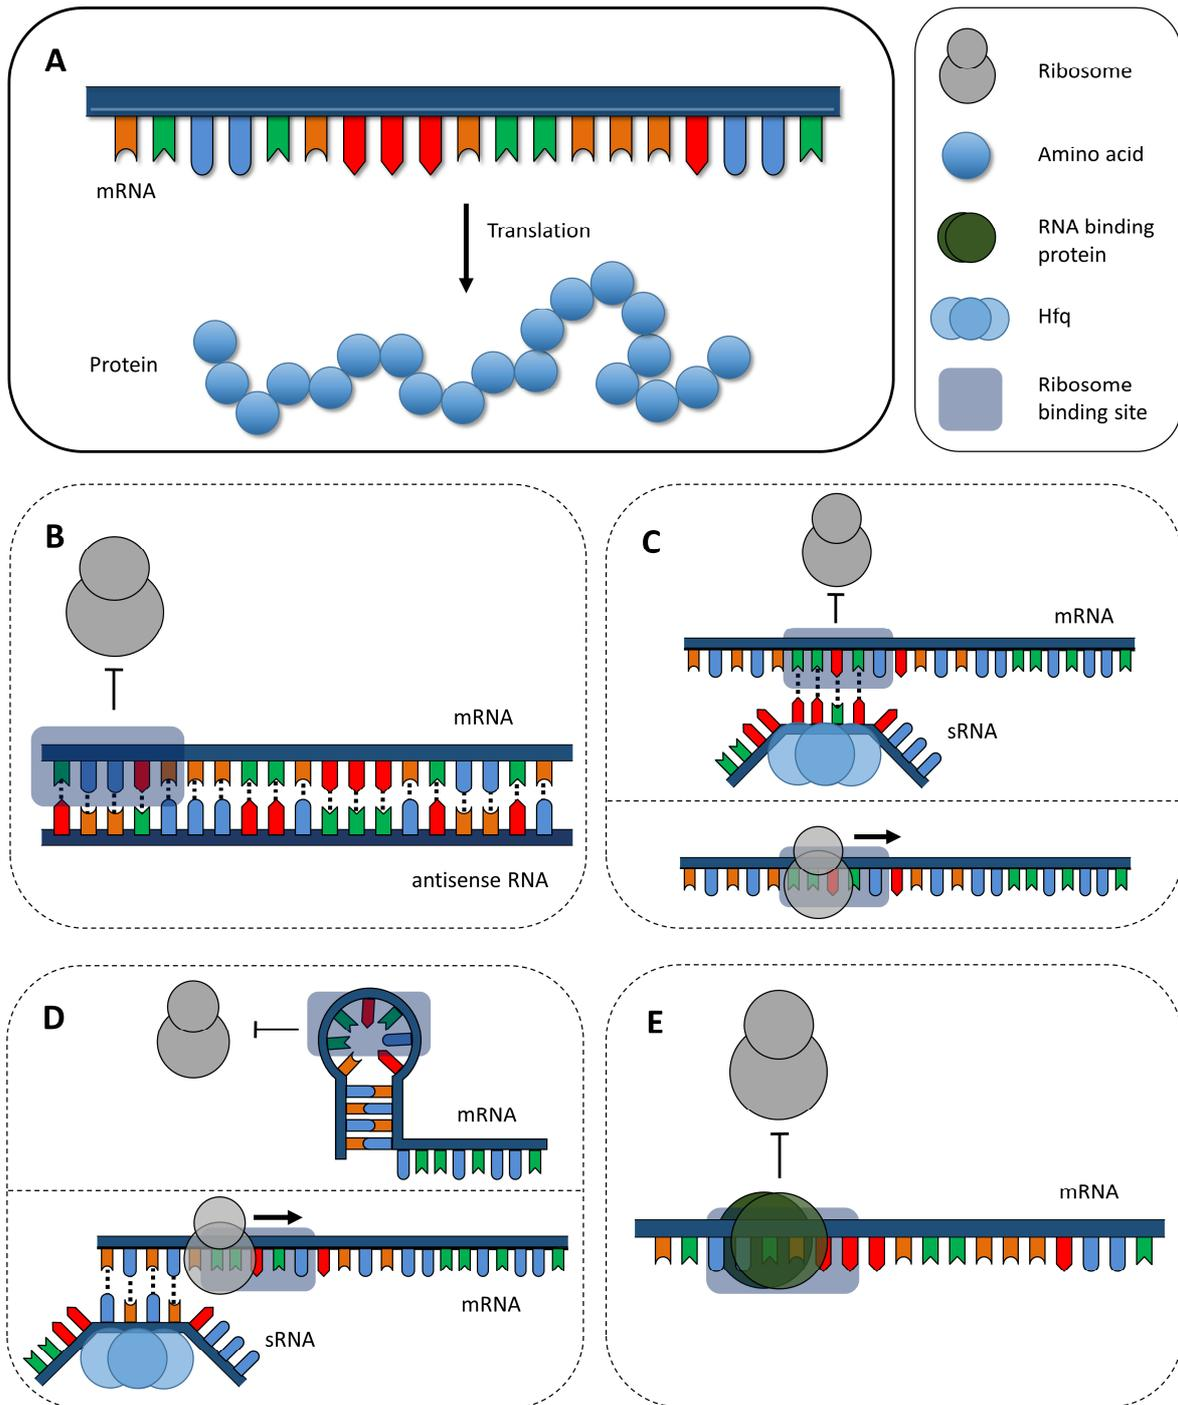 A
mRNA
Translation
Protein
Ribosome
Amino acid
RNA binding
protein
Hfq
Ribosome
binding site
B
mRNA
antisense RNA
C
mRNA
sRNA
D
mRNA
mRNA
sRNA
E
mRNA